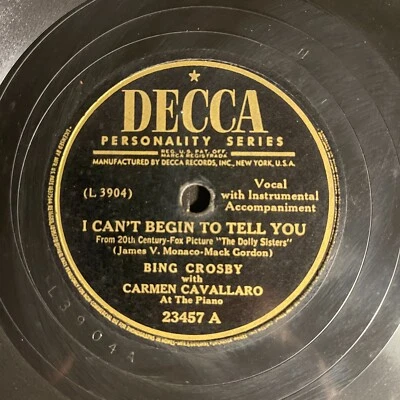 ★
DECCA
PERSONALITY SERIES
REG. U.S. PAT. OFF.
MARCA REGISTRADA
MANUFACTURED BY DECCA RECORDS, INC., NEW YORK, U.S.A.
(L 3904)
Vocal
with Instrumental
Accompaniment
I CAN'T BEGIN TO TELL YOU
From 20th Century-Fox Picture "The Dolly Sisters"
(James V. Monaco-Mack Gordon)
BING CROSBY
with
CARMEN CAVALLARO
At The Piano
23457 A
L3904A